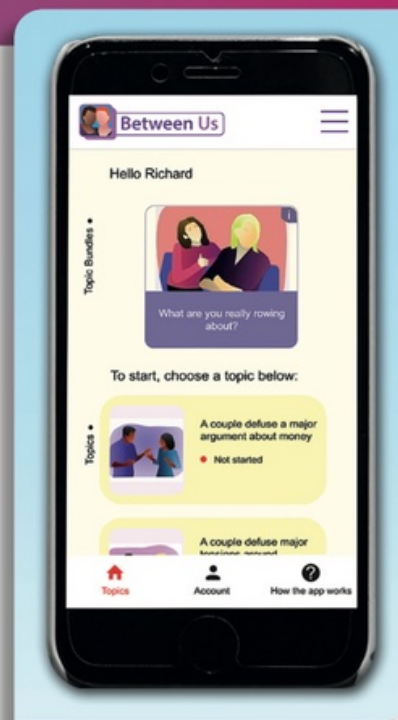 Between Us
Hello Richard
Topic Bundles
i
What are you really rowing
about?
To start, choose a topic below:
Topics
A couple defuse a major
argument about money
Not started
A couple defuse major
tensions around
Topics
Account
?
How the app works